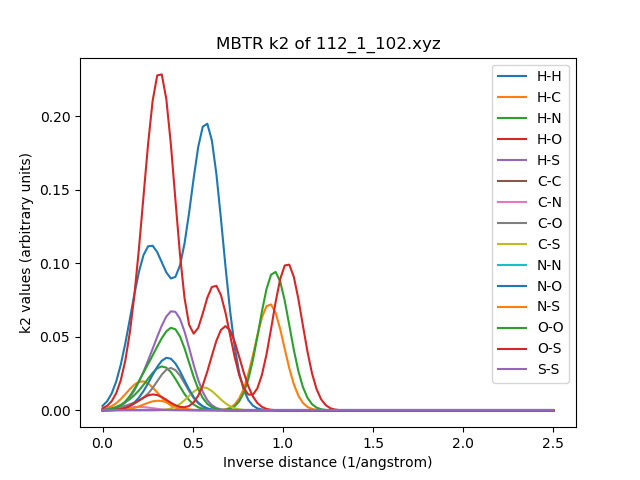 MBTR k2 of 112_1_102.xyz
k2 values (arbitrary units)
0.20
0.15
0.10
0.05
0.00
H-H
H-C
H-N
H-O
H-S
C-C
C-N
C-O
C-S
N-N
N-O
N-S
O-O
O-S
S-S
0.0 0.5 1.0 1.5 2.0 2.5
Inverse distance (1/angstrom)